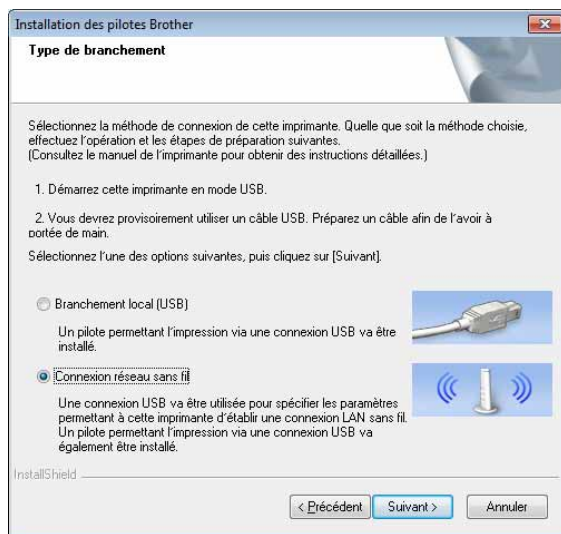 Installation des pilotes Brother
Type de branchement
Sélectionnez la méthode de connexion de cette imprimante. Quelle que soit la méthode choisie,
effectuez l'opération et les étapes de préparation suivantes.
(Consultez le manuel de l'imprimante pour obtenir des instructions détaillées.)
1. Démarrez cette imprimante en mode USB.
2. Vous devrez provisoirement utiliser un câble USB. Préparez un câble afin de l'avoir à
portée de main.
Sélectionnez l'une des options suivantes, puis cliquez sur [Suivant].
Branchement local (USB)
Un pilote permettant l'impression via une connexion USB va être
installé.
Connexion réseau sans fil
Une connexion USB va être utilisée pour spécifier les paramètres
permettant à cette imprimante d'établir une connexion LAN sans fil.
Un pilote permettant l'impression via une connexion USB va
également être installé.
InstallShield
< Précédent
Suivant >
Annuler